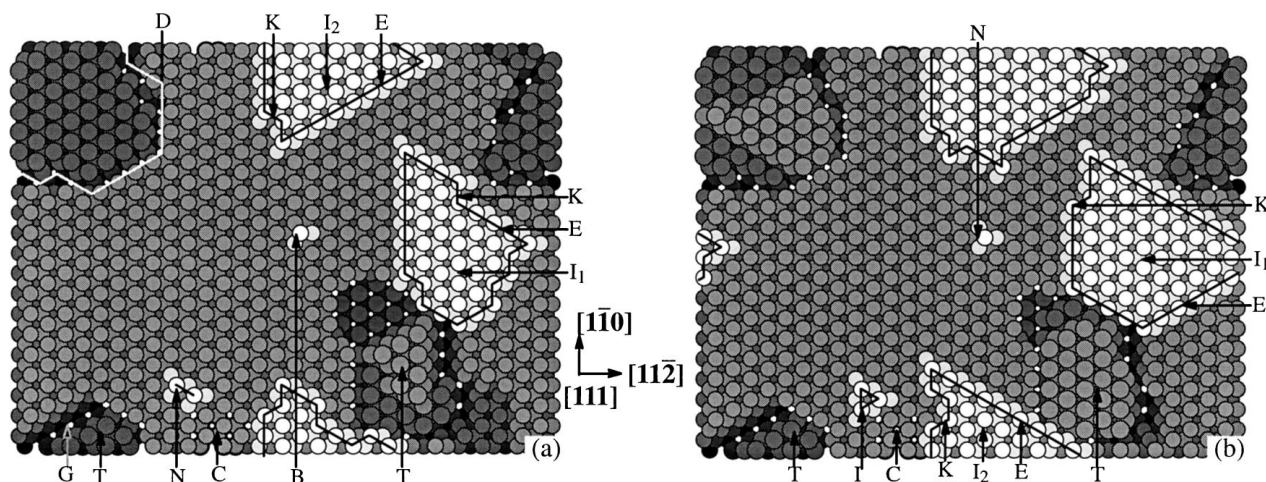 D K I₂ E
K
E
I₁
[11̄0]
[111] [112̄]
G T N C B T (a)
N
K
I₁
E
T I C K I₂ E T (b)